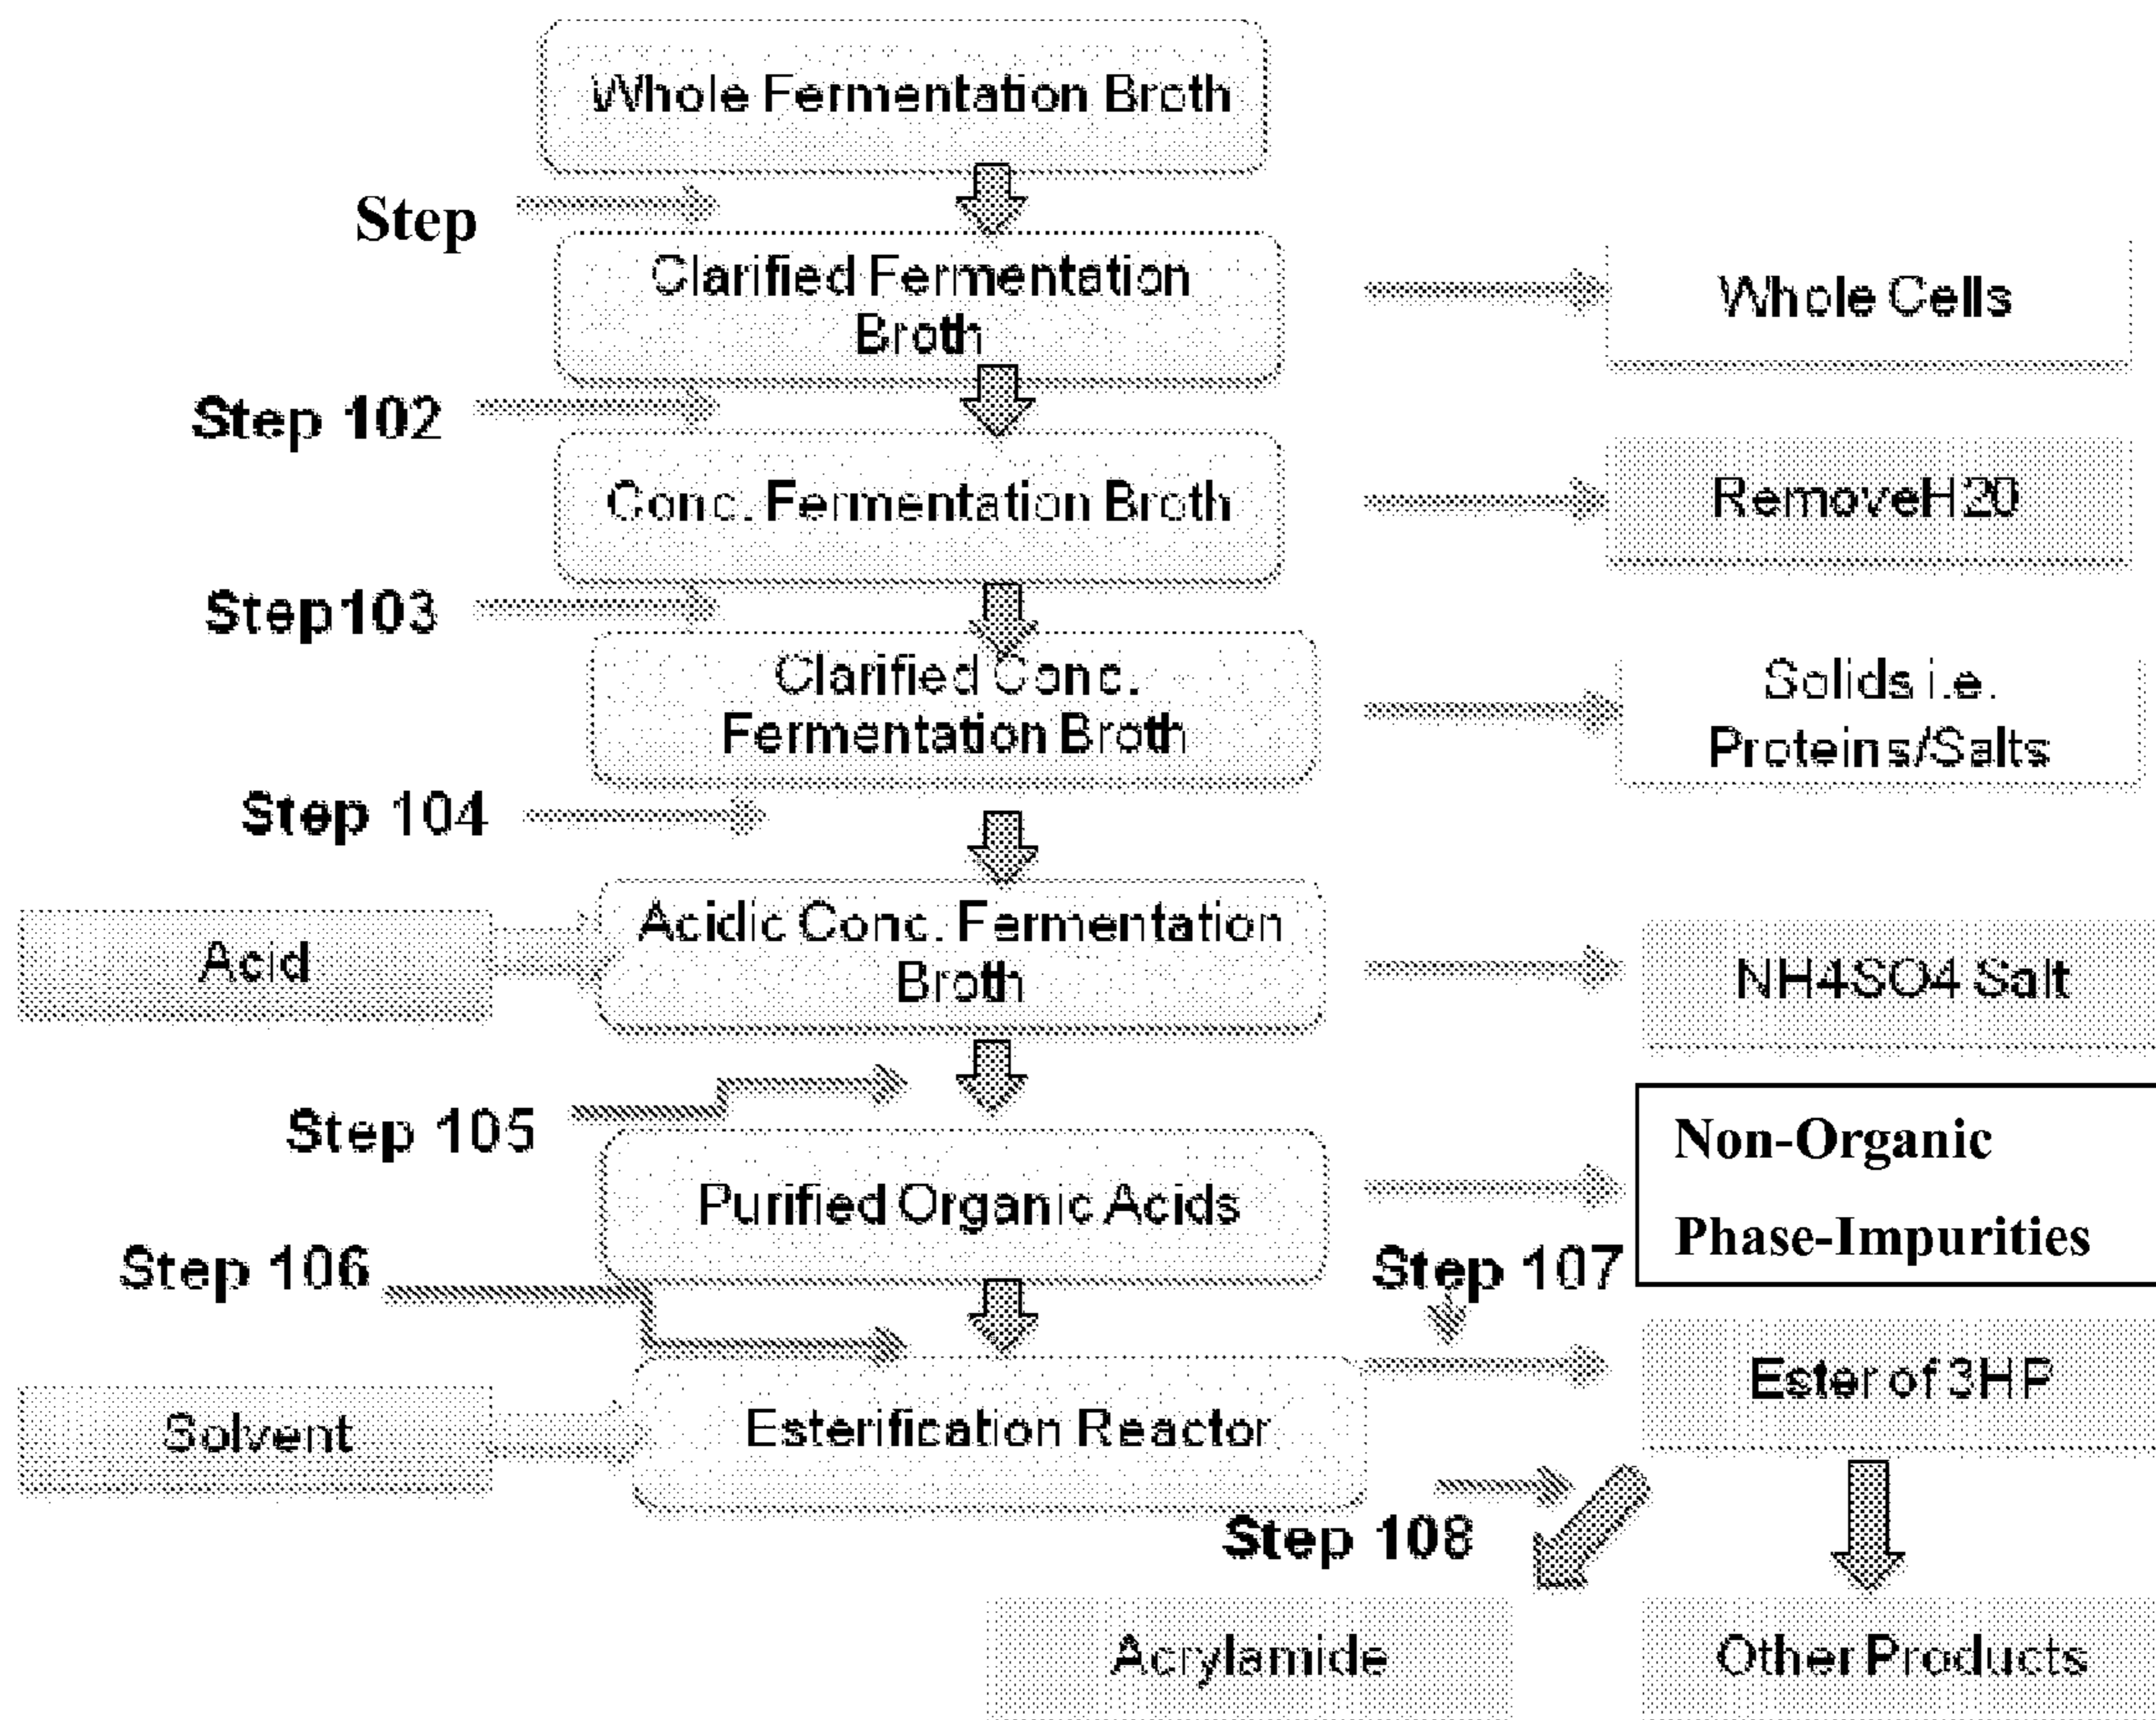 Whole Fermentation Broth
Step
Clarified Fermentation
Broth
Whole Cells
Step 102
Conc. Fermentation Broth
RemoveH20
Step103
Clarified Conc.
Fermentation Broth
Solids i.e.
Proteins/Salts
Step 104
Acid
Acidic Conc. Fermentation
Broth
NH4SO4 Salt
Step 105
Purified Organic Acids
Non-Organic
Phase-Impurities
Step 106
Step 107
Solvent
Esterification Reactor
Ester of 3HP
Step 108
Acrylamide
Other Products